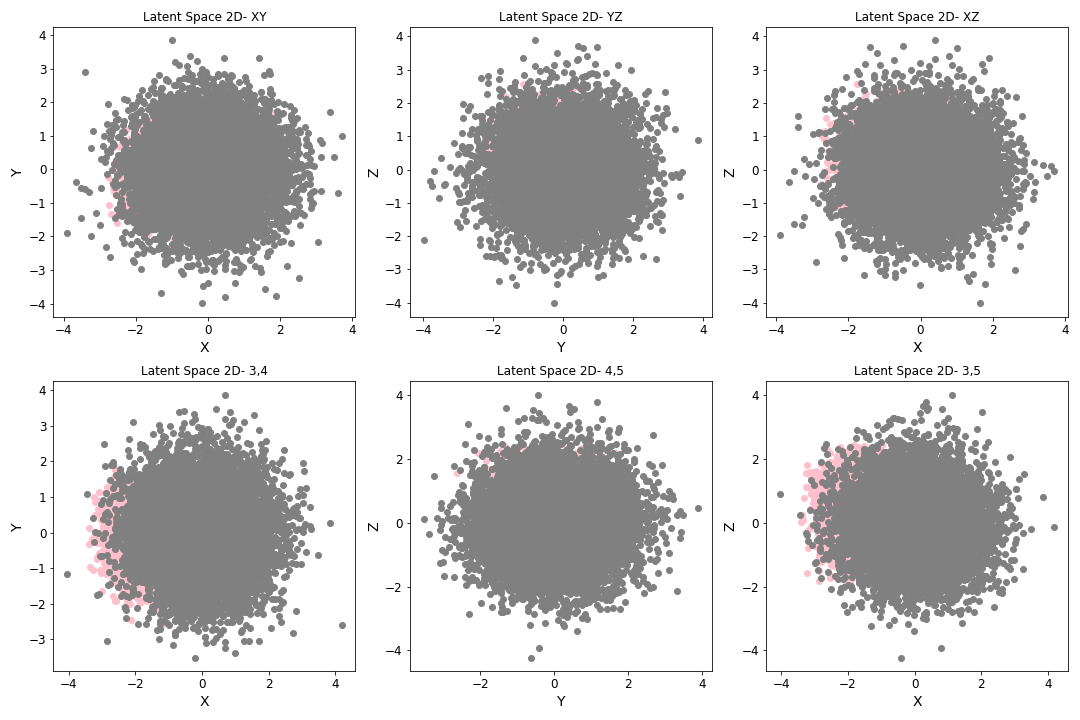 Latent Space 2D- XY
4
3
2
1
0
−1
−2
−3
−4
Y
−4 −2 0 2 4
X
Latent Space 2D- YZ
4
3
2
1
0
−1
−2
−3
−4
Z
−4 −2 0 2 4
Y
Latent Space 2D- XZ
4
3
2
1
0
−1
−2
−3
−4
Z
−4 −2 0 2 4
X
Latent Space 2D- 3,4
4
3
2
1
0
−1
−2
−3
Y
−4 −2 0 2 4
X
Latent Space 2D- 4,5
4
2
0
−2
−4
Z
−2 0 2 4
Y
Latent Space 2D- 3,5
4
2
0
−2
−4
Z
−4 −2 0 2 4
X